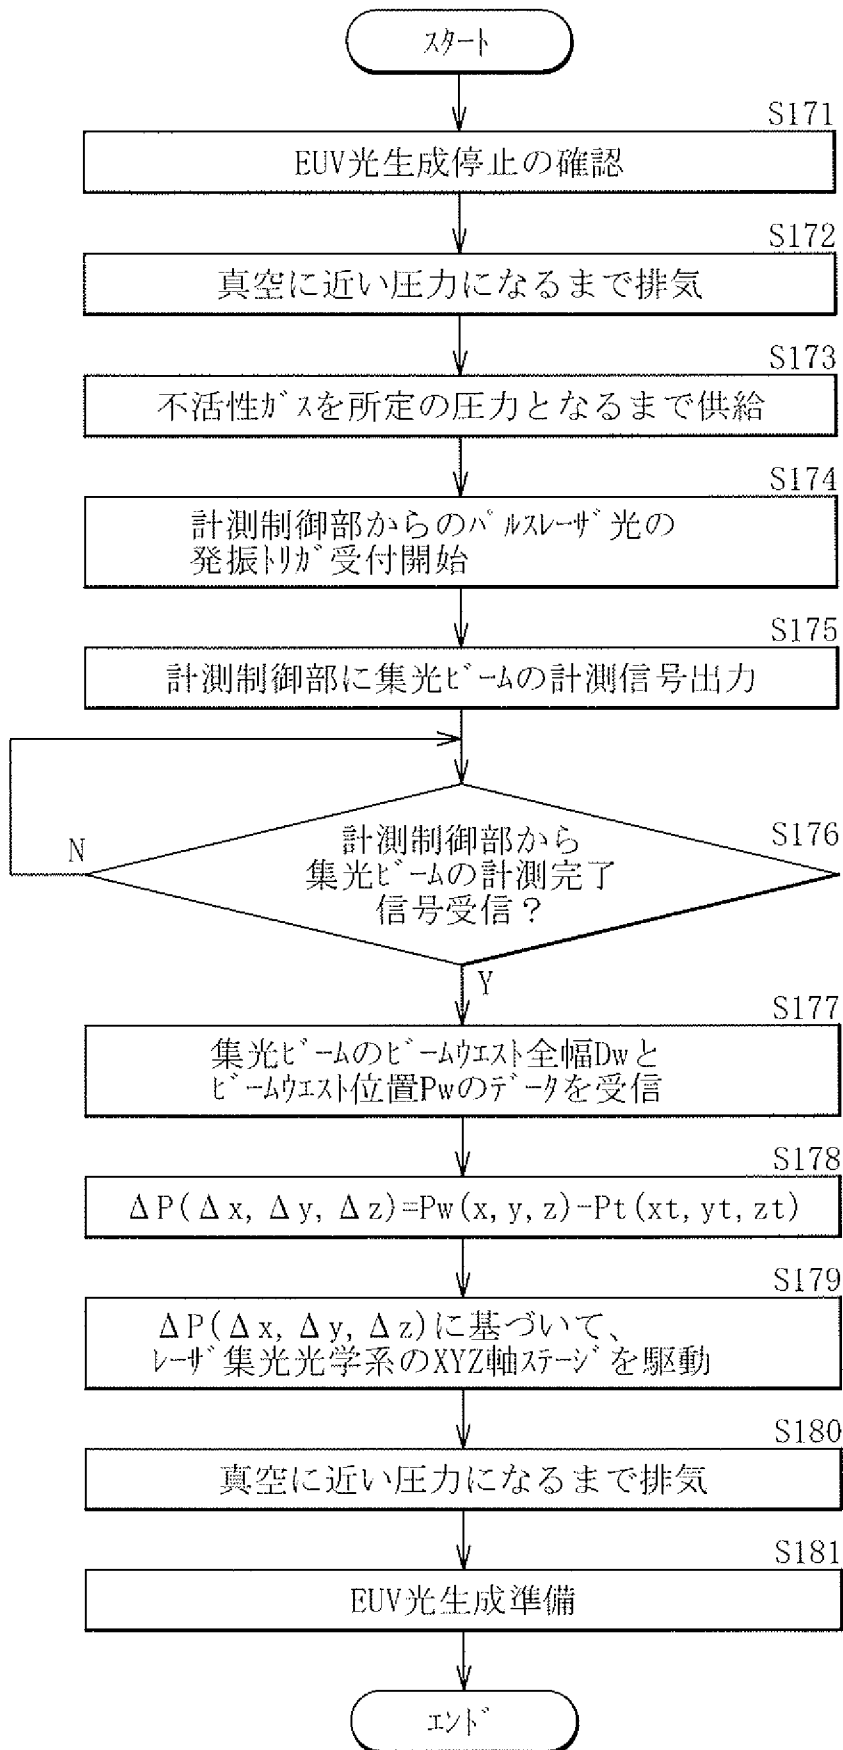 スタート
S171
EUV光生成停止の確認
S172
真空に近い圧力になるまで排気
S173
不活性ｶﾞｽを所定の圧力となるまで供給
S174
計測制御部からのﾊﾟﾙｽﾚｰｻﾞ光の
発振ﾄﾘｶﾞ受付開始
S175
計測制御部に集光ﾋﾞｰﾑの計測信号出力
S176
計測制御部から
集光ﾋﾞｰﾑの計測完了
信号受信？
N
Y
S177
集光ﾋﾞｰﾑのﾋﾞｰﾑｳｴｽﾄ全幅Dwと
ﾋﾞｰﾑｳｴｽﾄ位置Pwのﾃﾞｰﾀを受信
S178
ΔP(Δx, Δy, Δz)=Pw(x, y, z)-Pt(xt, yt, zt)
S179
ΔP(Δx, Δy, Δz)に基づいて、
ﾚｰｻﾞ集光光学系のXYZ軸ｽﾃｰｼﾞを駆動
S180
真空に近い圧力になるまで排気
S181
EUV光生成準備
ｴﾝﾄﾞ